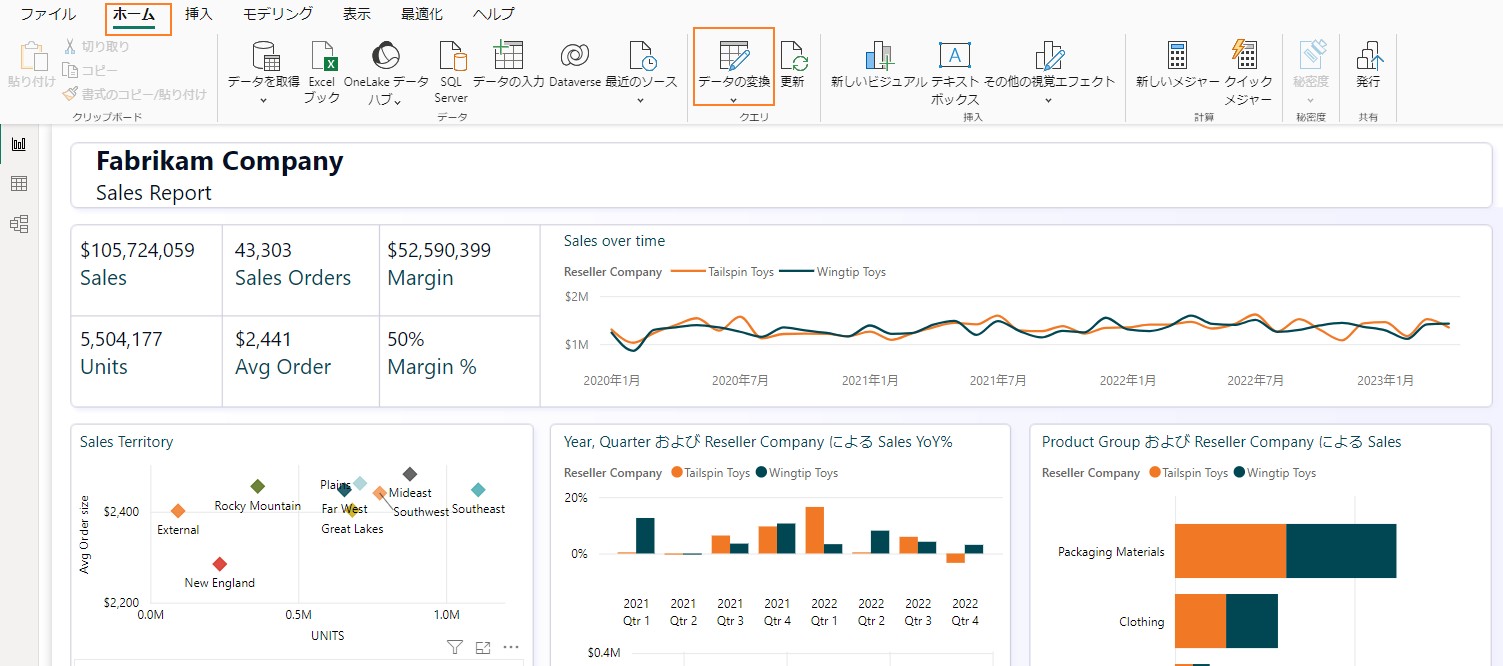 ファイル ホーム 挿入 モデリング 表示 最適化 ヘルプ
貼り付け
切り取り
コピー
書式のコピー/貼り付け
クリップボード
データを取得
Excel
ブック
OneLake データ
ハブ
SQL
Server
データの入力
Dataverse
最近のソース
データ
データの変換
更新
クエリ
新しいビジュアル
テキスト
ボックス
その他の視覚エフェクト
挿入
新しいメジャー
クイック
メジャー
計算
秘密度
秘密度
発行
共有
Fabrikam Company
Sales Report
$105,724,059
Sales
43,303
Sales Orders
$52,590,399
Margin
5,504,177
Units
$2,441
Avg Order
50%
Margin %
Sales over time
Reseller Company Tailspin Toys Wingtip Toys
$2M
$1M
2020年1月 2020年7月 2021年1月 2021年7月 2022年1月 2022年7月 2023年1月
Sales Territory
Avg Order size
$2,400
$2,200
External
Rocky Mountain
New England
Plains
Far West
Great Lakes
Mideast
Southwest
Southeast
0.0M 0.5M 1.0M
UNITS
Year, Quarter および Reseller Company による Sales YoY%
Reseller Company Tailspin Toys Wingtip Toys
20%
0%
2021 2021 2021 2021 2022 2022 2022 2022
Qtr 1 Qtr 2 Qtr 3 Qtr 4 Qtr 1 Qtr 2 Qtr 3 Qtr 4
$0.4M
Product Group および Reseller Company による Sales
Reseller Company Tailspin Toys Wingtip Toys
Packaging Materials
Clothing